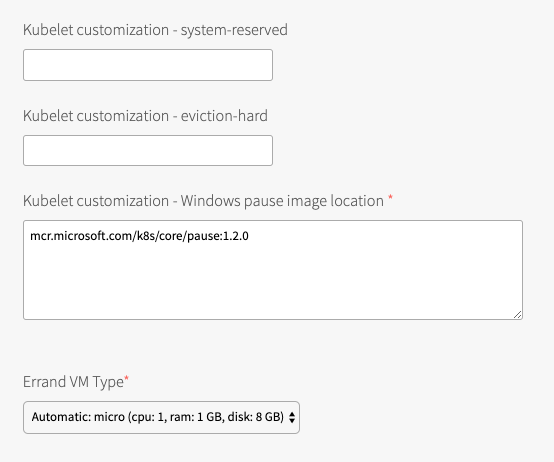 Kubelet customization - system-reserved
Kubelet customization - eviction-hard
Kubelet customization - Windows pause image location *
mcr.microsoft.com/k8s/core/pause:1.2.0
Errand VM Type*
Automatic: micro (cpu: 1, ram: 1 GB, disk: 8 GB)